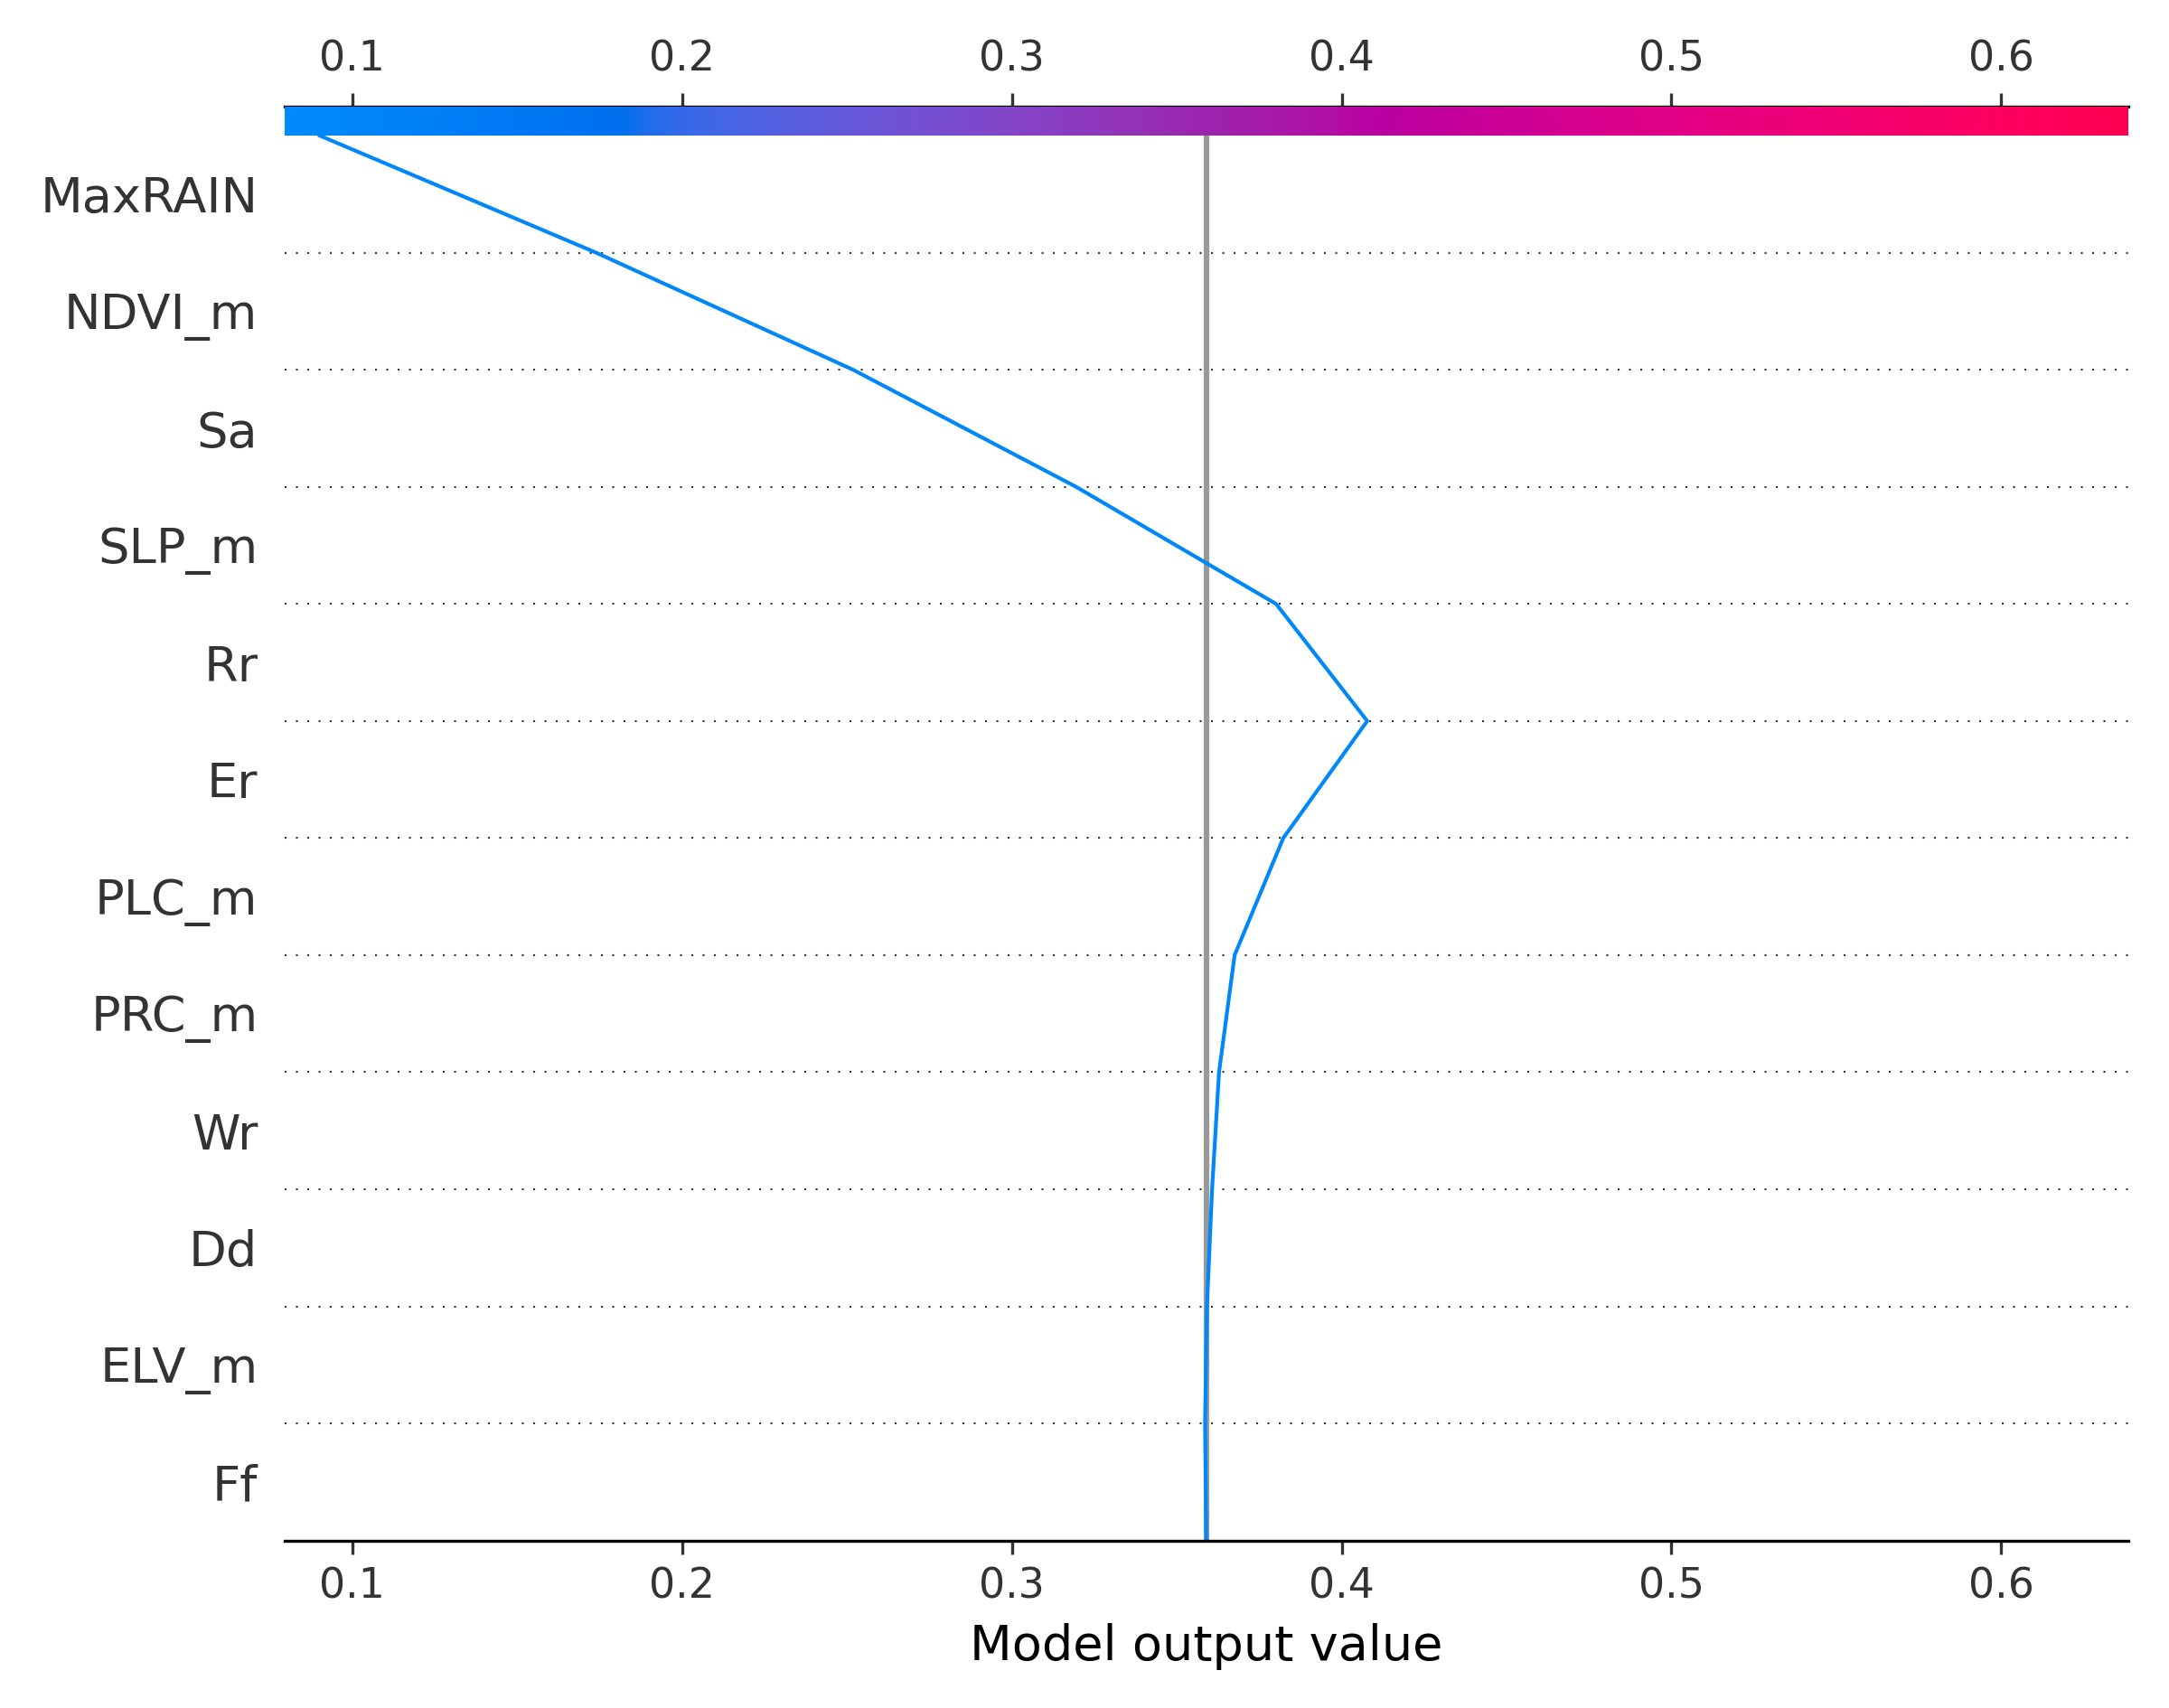 0.1 0.2 0.3 0.4 0.5 0.6
MaxRAIN
NDVI_m
Sa
SLP_m
Rr
Er
PLC_m
PRC_m
Wr
Dd
ELV_m
Ff
0.1 0.2 0.3 0.4 0.5 0.6
Model output value